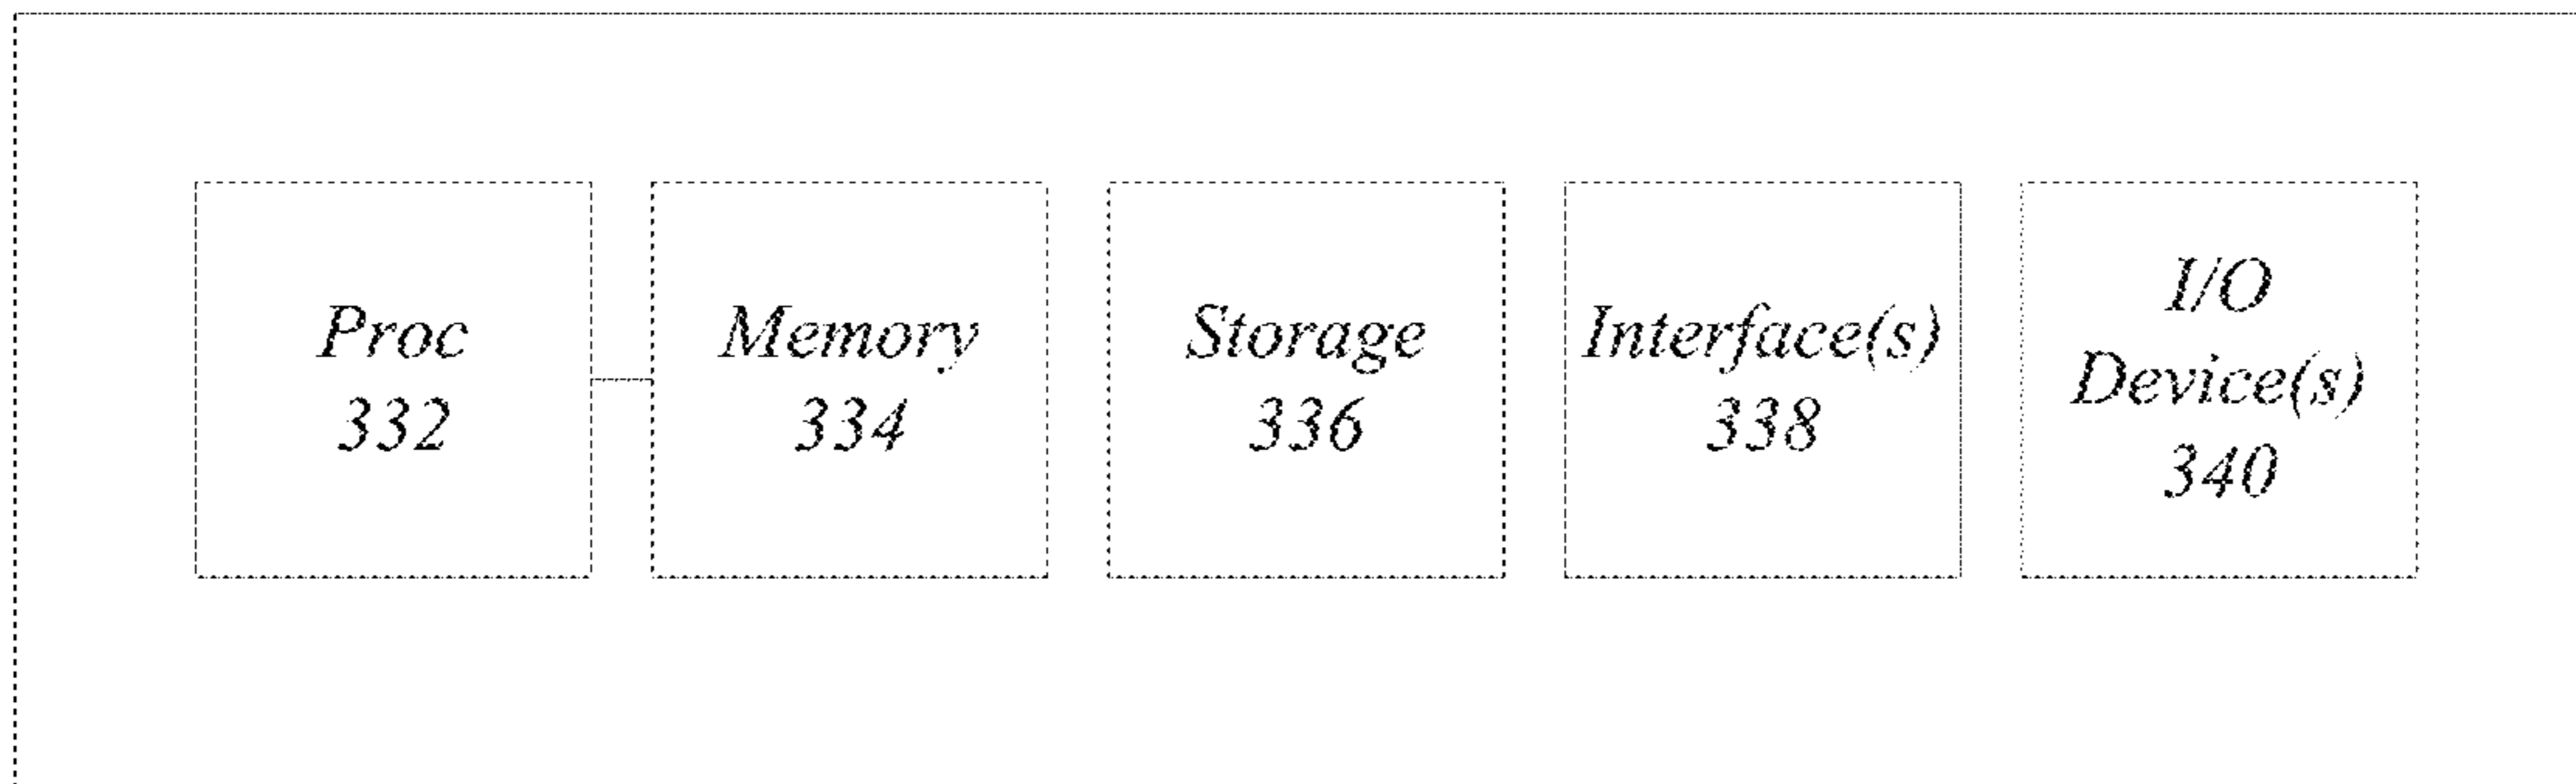 Proc
332
Memory
334
Storage
336
Interface(s)
338
I/O
Device(s)
340